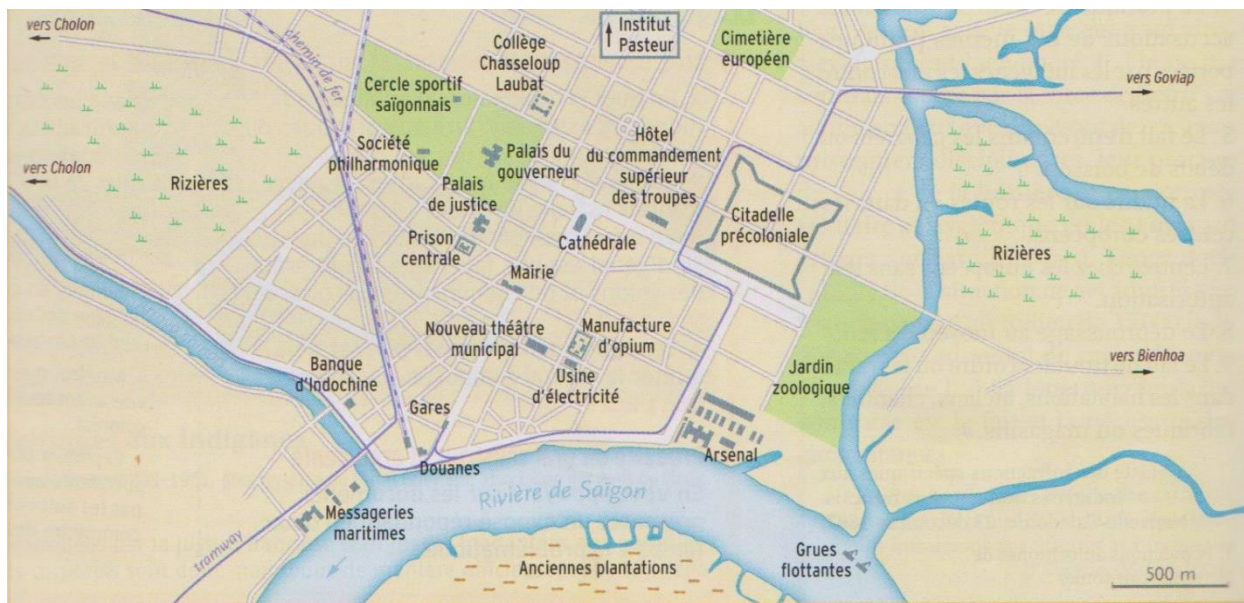 vers Cholon
chemin de fer
Collège
Chasseloup
Laubat
Institut
Pasteur
Cimetière
européen
vers Goviap
Cercle sportif
saïgonnais
vers Cholon
Rizières
Société
philharmonique
Palais du
gouverneur
Hôtel
du commandement
supérieur
des troupes
Palais
de justice
Citadelle
précoloniale
Prison
centrale
Cathédrale
Rizières
Mairie
Nouveau théâtre
municipal
Manufacture
d'opium
Banque
d'Indochine
Usine
d'électricité
Jardin
zoologique
vers Bienhoa
Gares
Douanes
Arsenal
Rivière de Saïgon
Messageries
maritimes
tramway
Anciennes plantations
Grues
flottantes
500 m